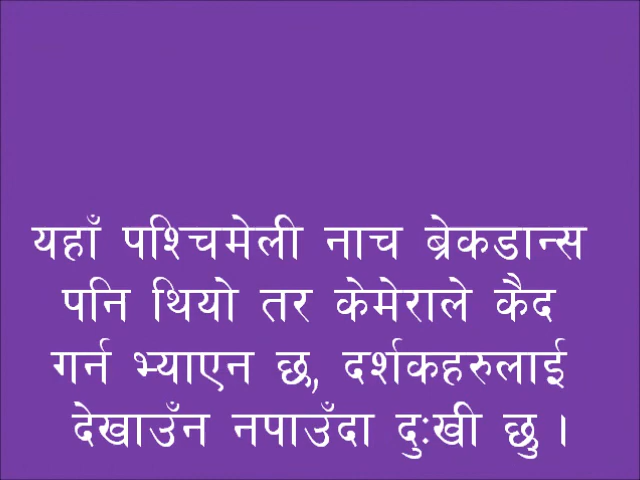 यहाँ पश्चिमेली नाच ब्रेकडान्स
पनि थियो तर केमेराले कैद
गर्न भ्याएन छ, दर्शकहरुलाई
देखाउँन नपाउँदा दुःखी छु ।